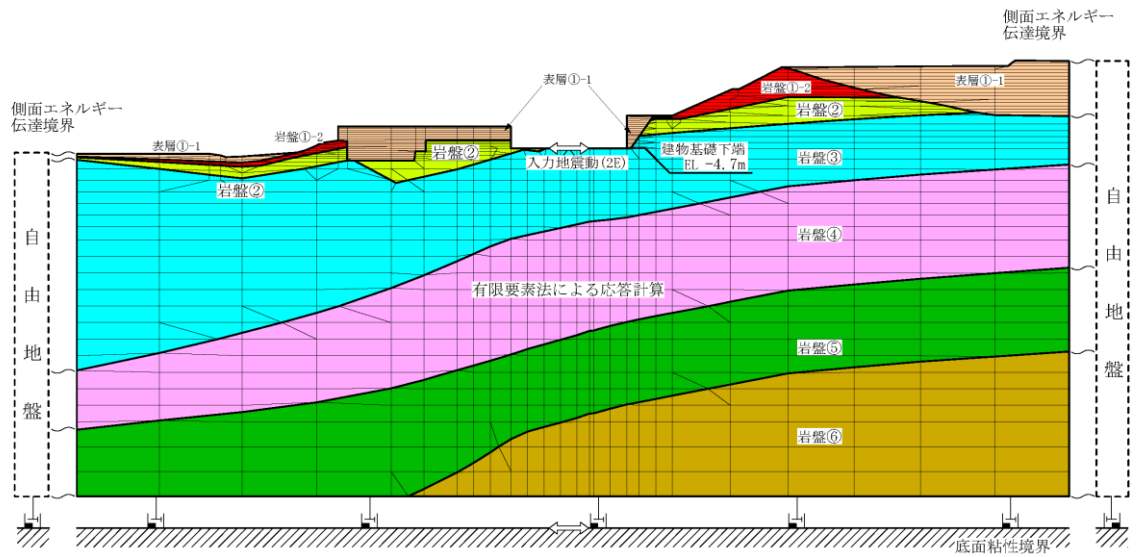 側面エネルギー
伝達境界
側面エネルギー
伝達境界
表層①-1
岩盤①-2
表層①-1
岩盤②
表層①-1
岩盤①-2
岩盤②
岩盤②
入力地震動(2E)
建物基礎下端
EL -4.7m
岩盤③
自由地盤
自由地盤
岩盤④
有限要素法による応答計算
岩盤⑤
岩盤⑥
底面粘性境界